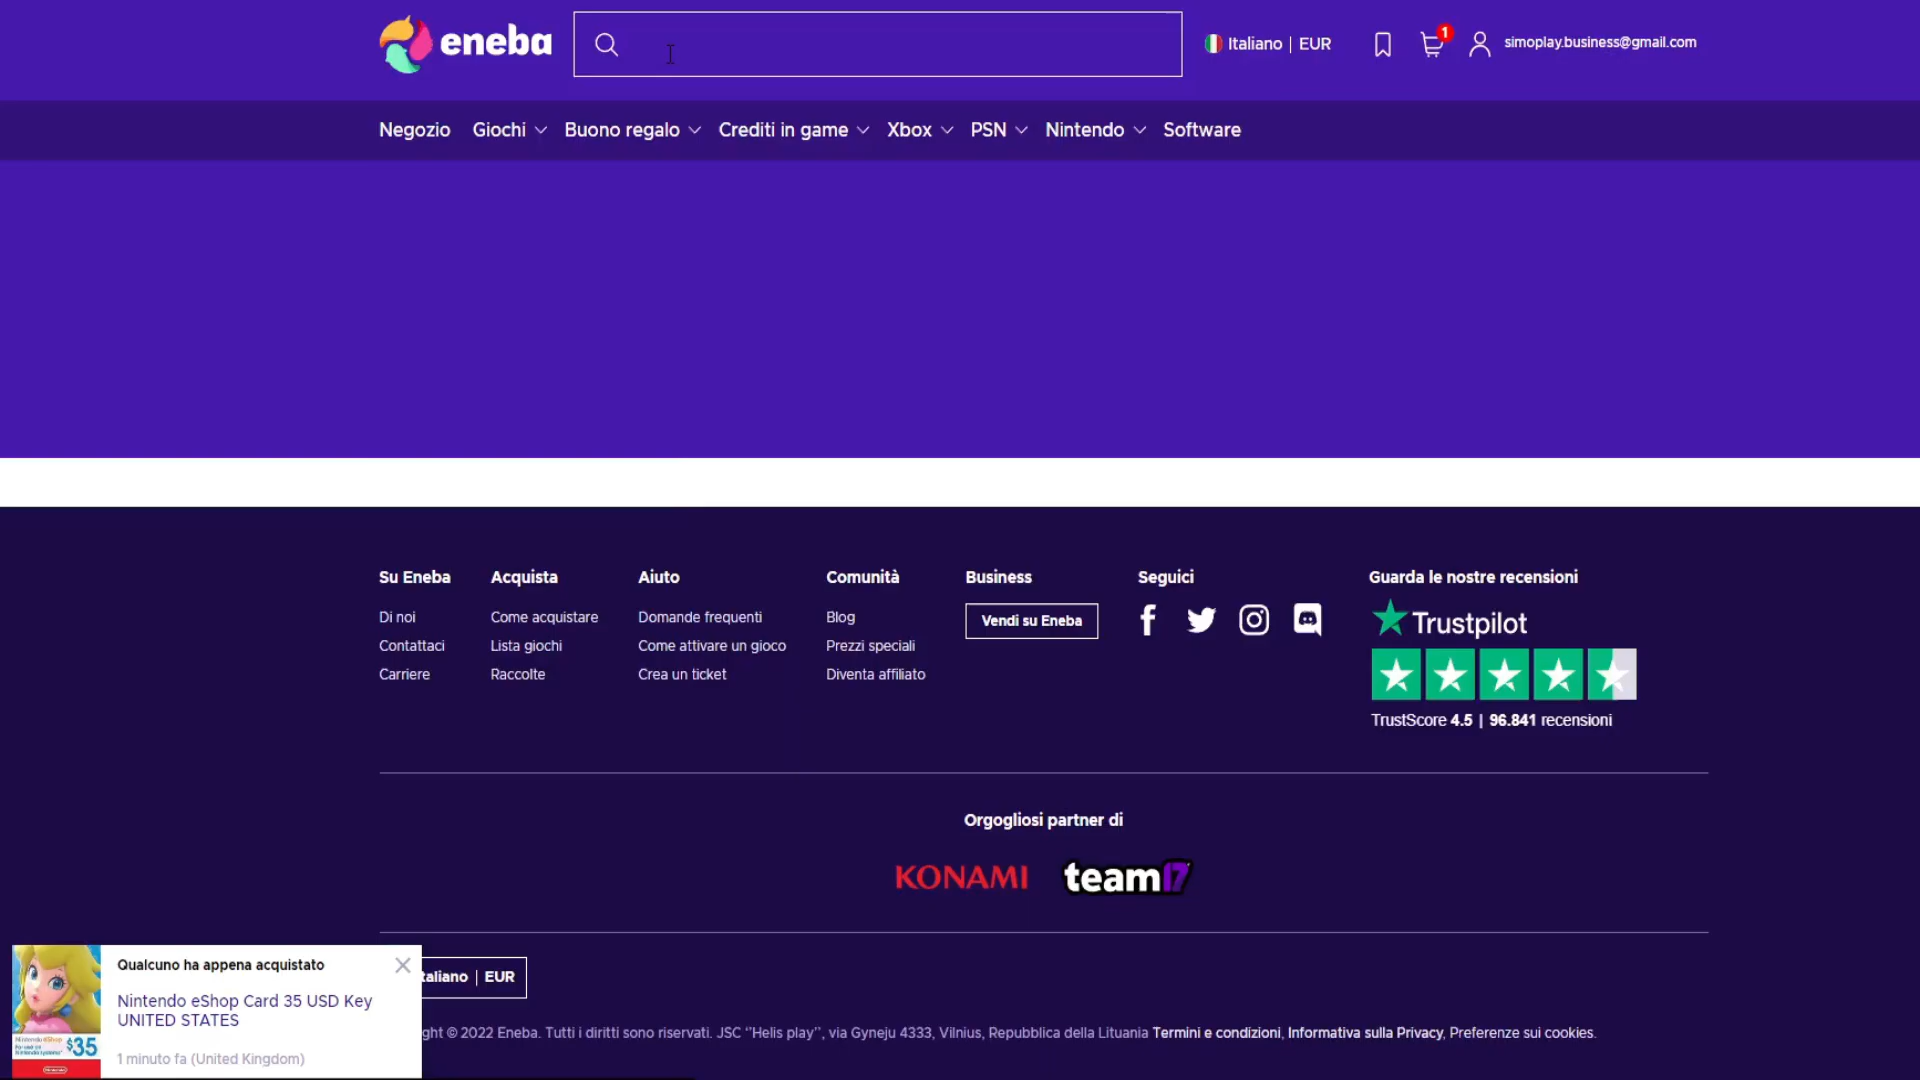 eneba
Italiano | EUR
1
simoplay.business@gmail.com
Negozio Giochi Buono regalo Crediti in game Xbox PSN Nintendo Software
Su Eneba
Di noi
Contattaci
Carriere
Acquista
Come acquistare
Lista giochi
Raccolte
Aiuto
Domande frequenti
Come attivare un gioco
Crea un ticket
Comunità
Blog
Prezzi speciali
Diventa affiliato
Business
Vendi su Eneba
Seguici
Guarda le nostre recensioni
Trustpilot
TrustScore 4.5 | 96.841 recensioni
Orgogliosi partner di
KONAMI team17
Qualcuno ha appena acquistato
Nintendo eShop Card 35 USD Key
UNITED STATES
1 minuto fa (United Kingdom)
$35
taliano | EUR
ght © 2022 Eneba. Tutti i diritti sono riservati. JSC “Helis play”, via Gyneju 4333, Vilnius, Repubblica della Lituania Termini e condizioni, Informativa sulla Privacy, Preferenze sui cookies.